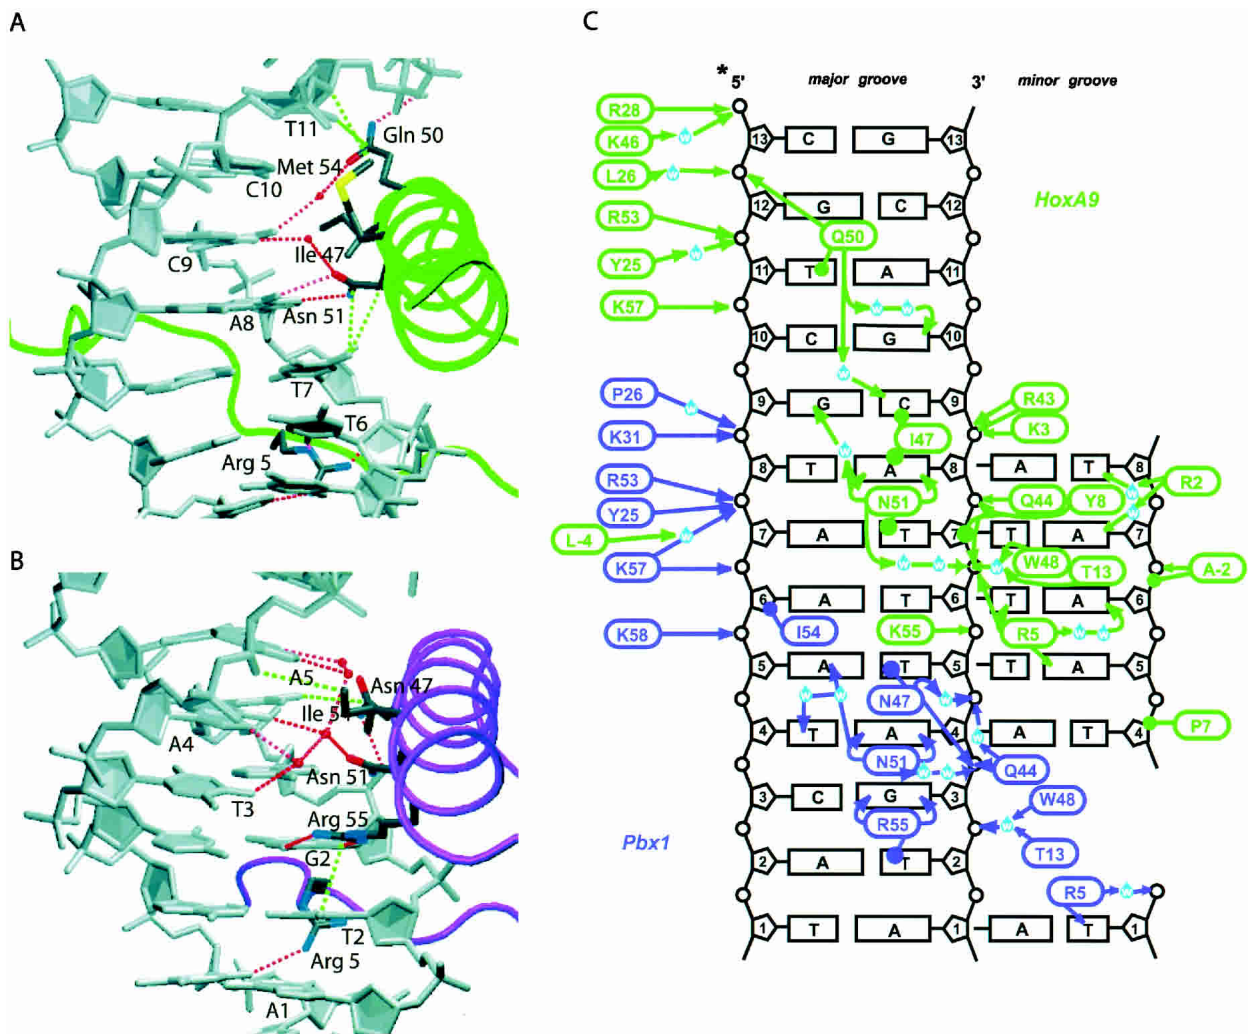 A
T11
Gln 50
Met 54
C10
C9
Ile 47
A8
Asn 51
T7
T6
Arg 5
B
A5
Asn 47
Ile 54
A4
Asn 51
T3
Arg 55
G2
T2
Arg 5
A1
C
* 5' major groove 3' minor groove
R28
K46 W
13 C G 13
L26 W
12 G C 12
HoxA9
R53
Q50
Y25 W
11 T A 11
K57
W W
10 C G 10
W
P26 W
9 G C 9
R43
K3
K31
I47
W
8 T A 8 A T 8
R2
W
R53
N51
Q44 Y8
Y25
W
L-4 W
7 A T 7 T A 7
K57
W W W
W48
T13
A-2
6 A T 6 T A 6
K58
I54
K55
R5 W W
5 A T 5 T A 5
W W
N47 W
4 T A 4 A T 4
P7
W
N51
W W
Q44
3 C G 3
W48
Pbx1
R55
W
T13
2 A T 2
R5 W
1 T A 1 A T 1